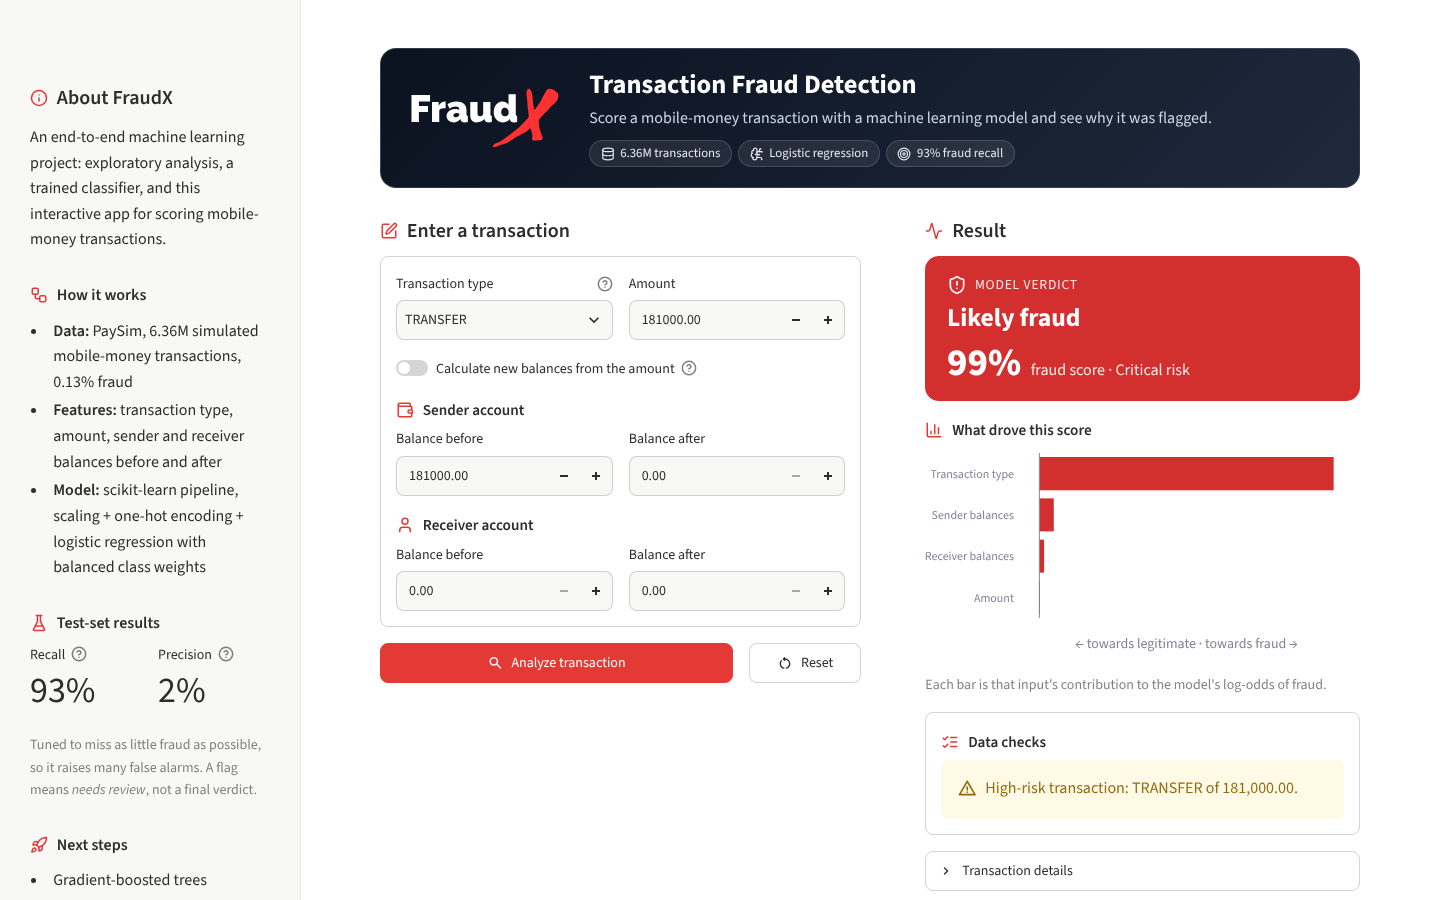 About FraudX
An end-to-end machine learning
project: exploratory analysis, a
trained classifier, and this
interactive app for scoring mobile-
money transactions.
How it works
• Data: PaySim, 6.36M simulated
mobile-money transactions,
0.13% fraud
• Features: transaction type,
amount, sender and receiver
balances before and after
• Model: scikit-learn pipeline,
scaling + one-hot encoding +
logistic regression with
balanced class weights
Test-set results
Recall Precision
93% 2%
Tuned to miss as little fraud as possible,
so it raises many false alarms. A flag
means needs review, not a final verdict.
Next steps
• Gradient-boosted trees
FraudX
Transaction Fraud Detection
Score a mobile-money transaction with a machine learning model and see why it was flagged.
6.36M transactions Logistic regression 93% fraud recall
Enter a transaction
Transaction type Amount
TRANSFER 181000.00
Calculate new balances from the amount
Sender account
Balance before Balance after
181000.00 0.00
Receiver account
Balance before Balance after
0.00 0.00
Analyze transaction Reset
Result
MODEL VERDICT
Likely fraud
99% fraud score · Critical risk
What drove this score
Transaction type
Sender balances
Receiver balances
Amount
← towards legitimate · towards fraud →
Each bar is that input's contribution to the model's log-odds of fraud.
Data checks
High-risk transaction: TRANSFER of 181,000.00.
Transaction details